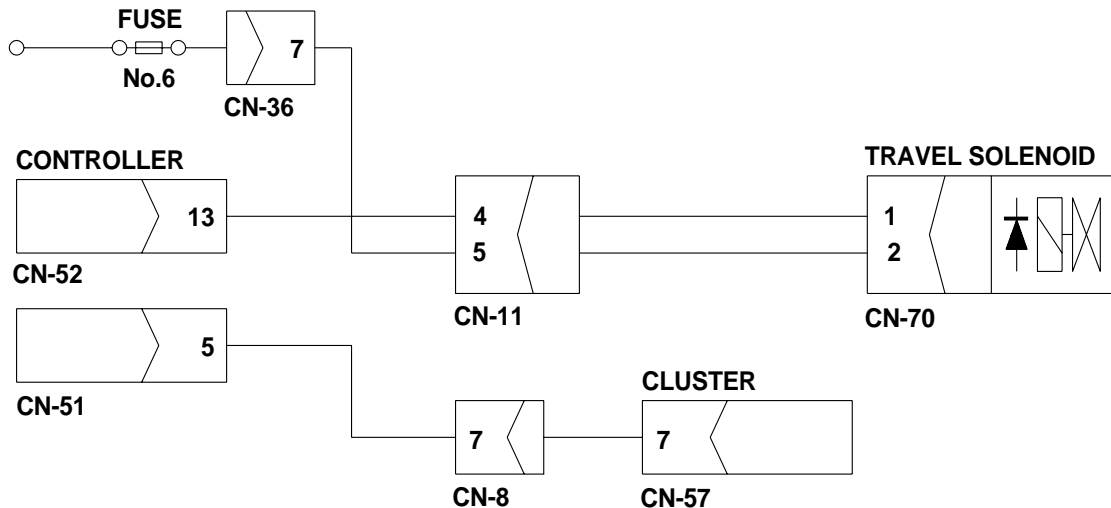 FUSE
No.6
7
CN-36
CONTROLLER
13
CN-52
5
CN-51
4
5
CN-11
TRAVEL SOLENOID
1
2
CN-70
7
CN-8
CLUSTER
7
CN-57